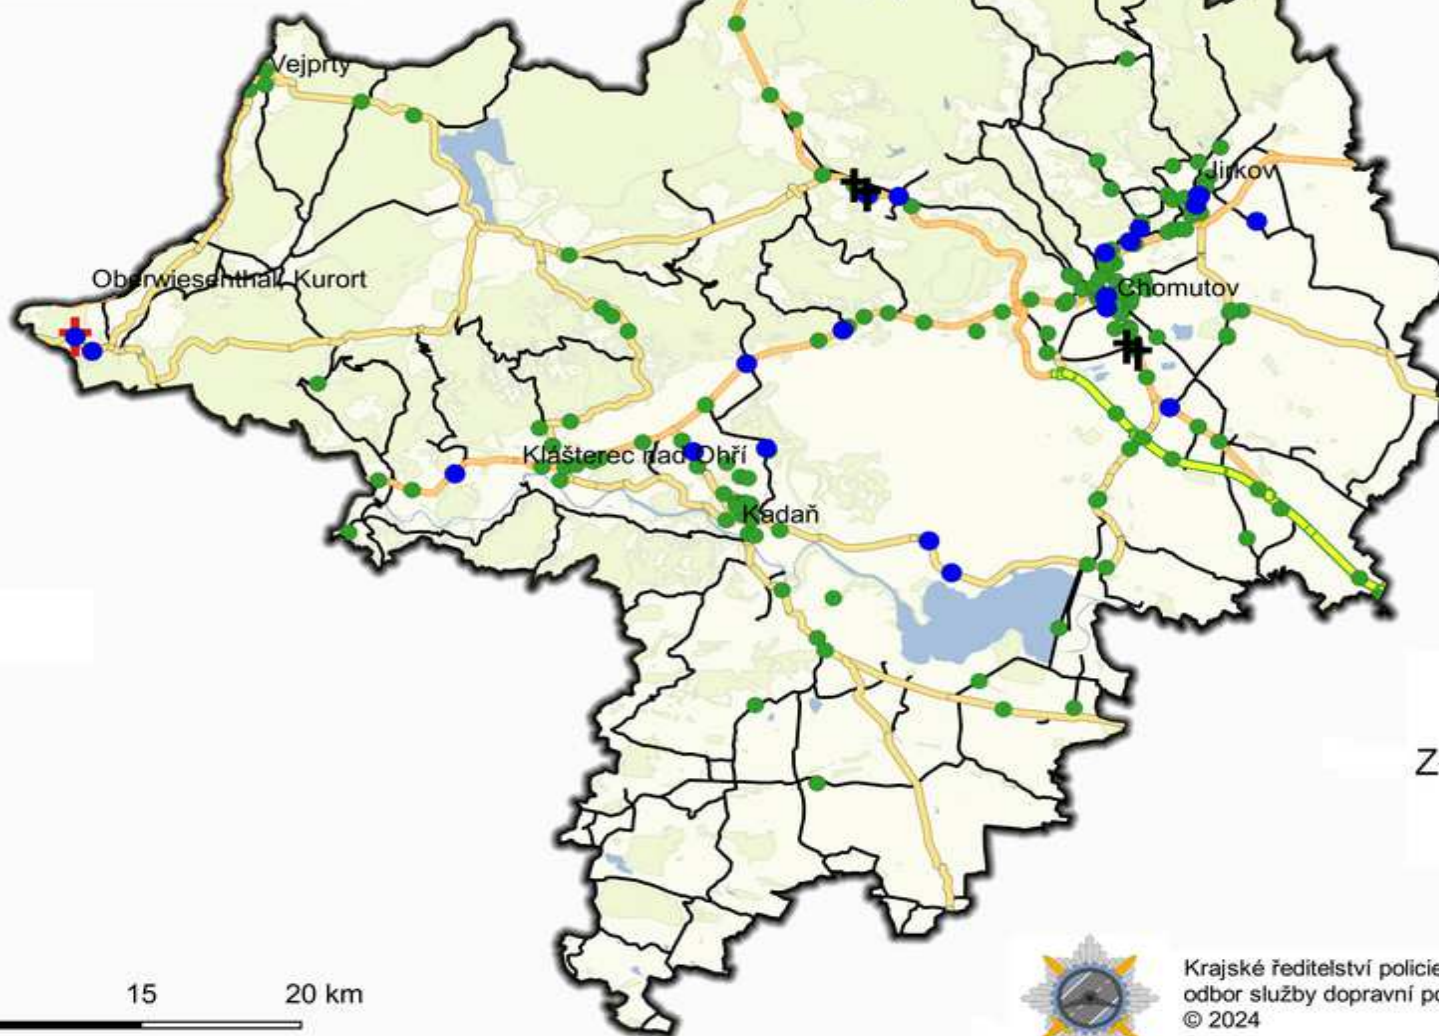 Vejprty
Jirkov
Oberwiesenthal, Kurort
Chomutov
Klášterec nad Ohří
Kadaň
Z
15 20 km
Krajské ředitelství policie
odbor služby dopravní po
© 2024